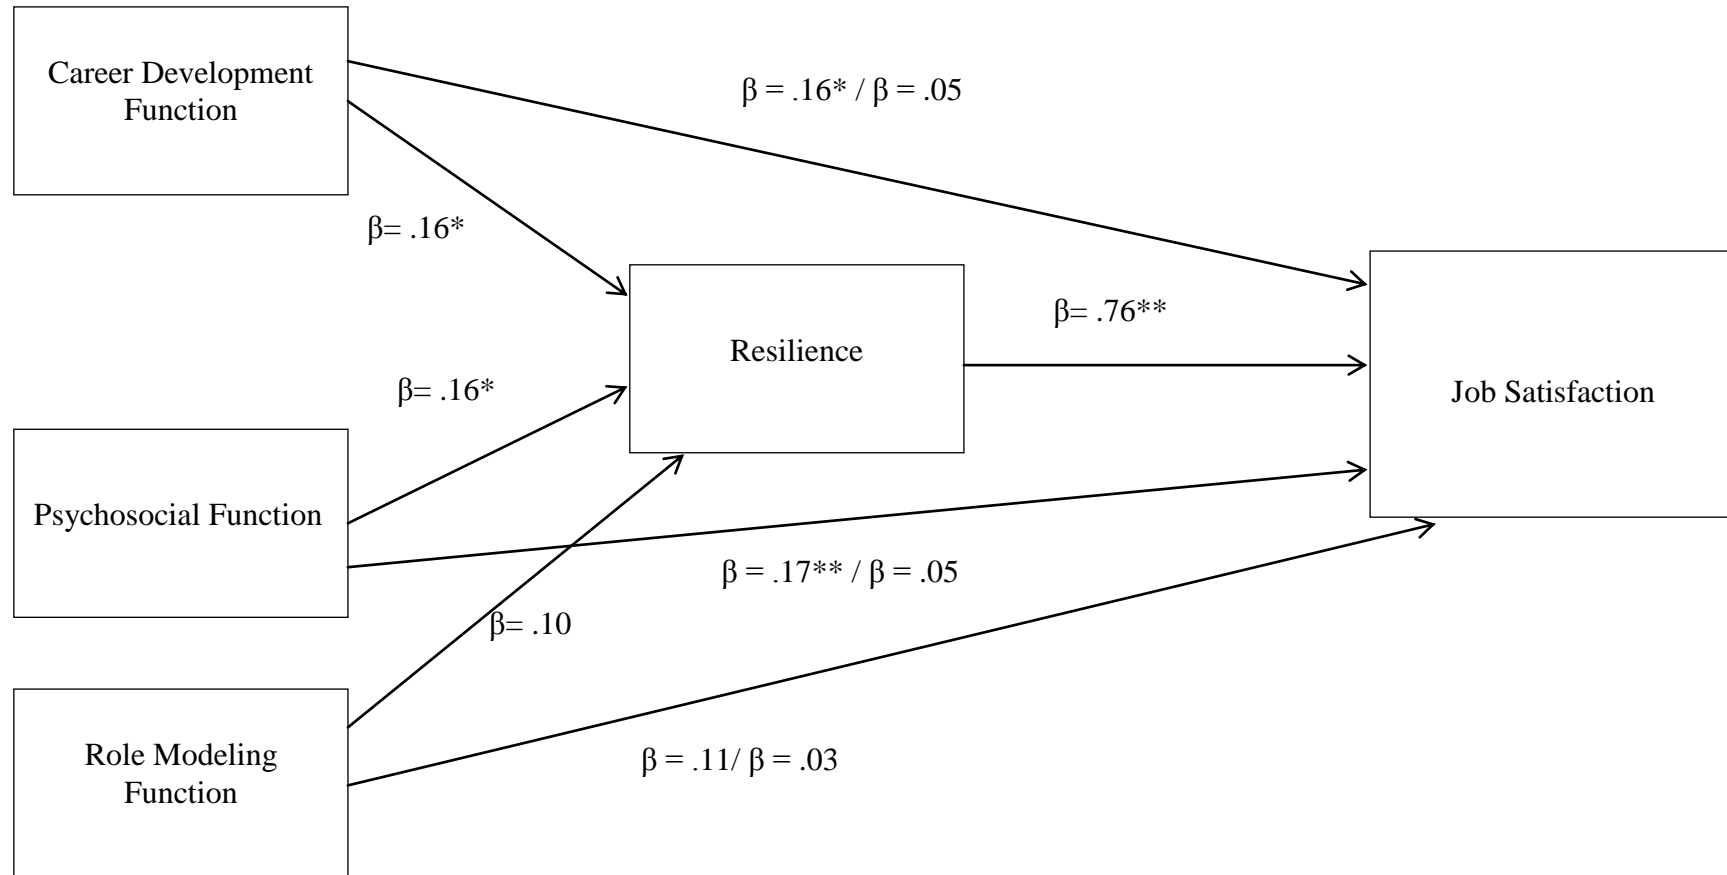 Career Development
Function
β = .16* / β = .05
β= .16*
Resilience
β= .76**
Job Satisfaction
β= .16*
Psychosocial Function
β = .17** / β = .05
β= .10
Role Modeling
Function
β = .11/ β = .03